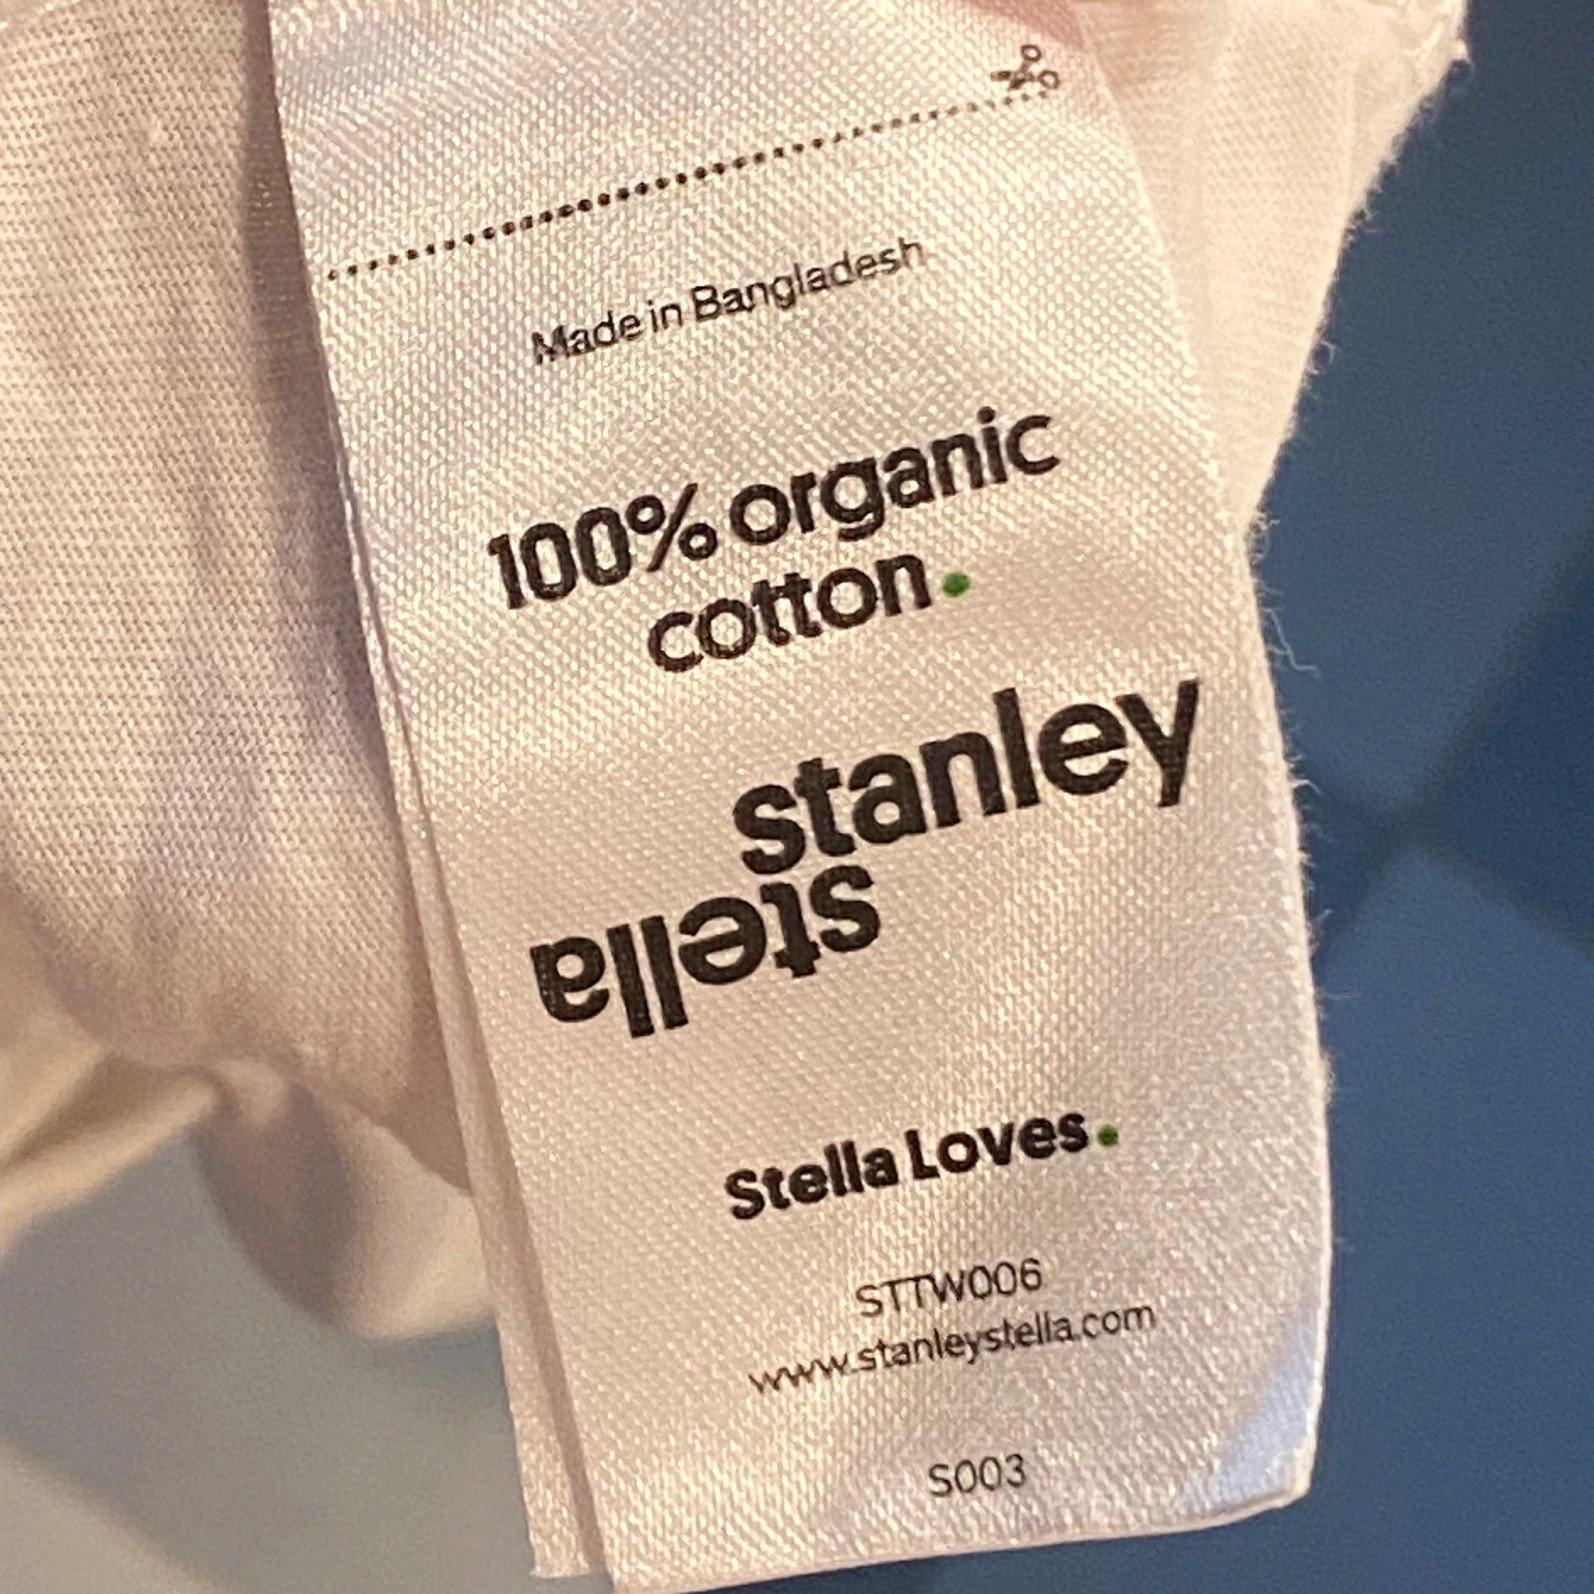 Made in Bangladesh
100% organic
cotton.
stanley
stella
Stella Loves.
STTW006
www.stanleystella.com
S003